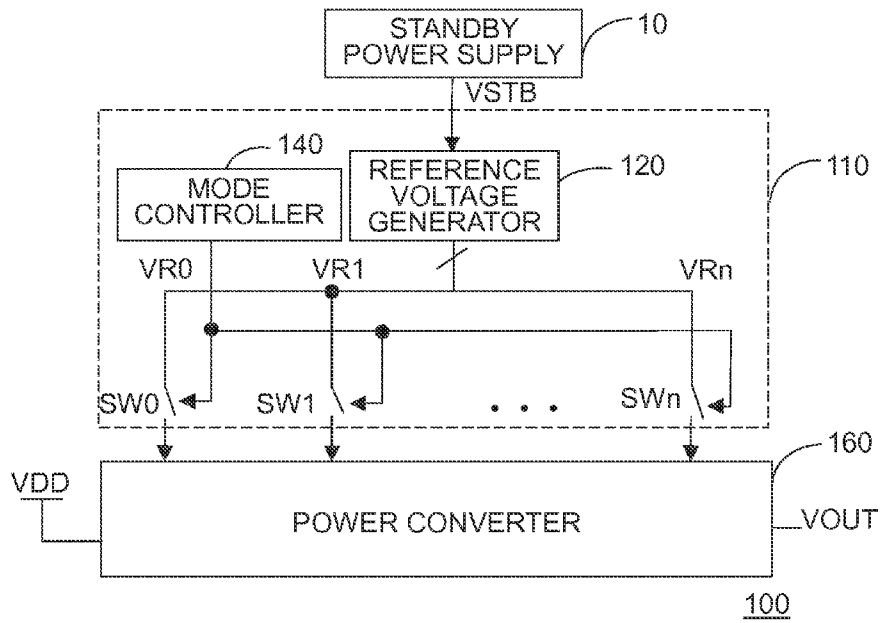 STANDBY
POWER SUPPLY
10
VSTB
140
MODE
CONTROLLER
REFERENCE
VOLTAGE
GENERATOR
120
110
VR0
VR1
VRn
SW0
SW1
. . .
SWn
160
VDD
POWER CONVERTER
VOUT
100